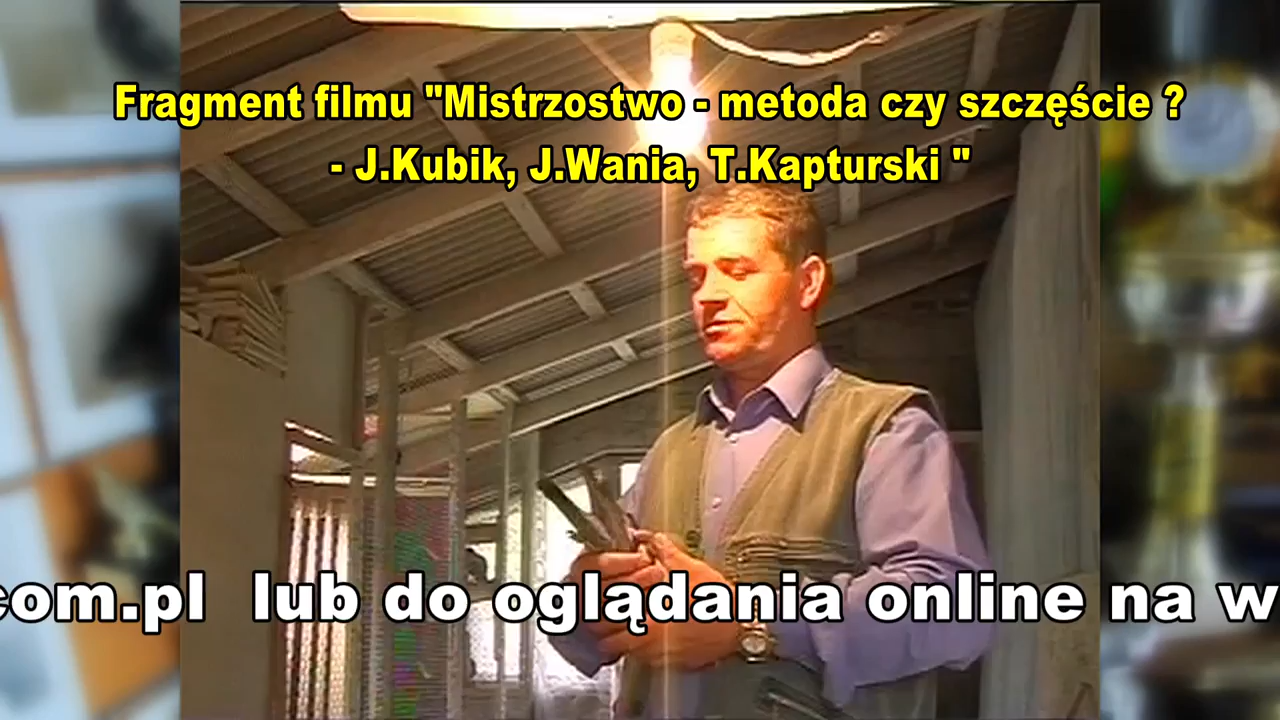 Fragment filmu "Mistrzostwo - metoda czy szczęście ?
- J.Kubik, J.Wania, T.Kapturski "
com.pl lub do oglądania online na w